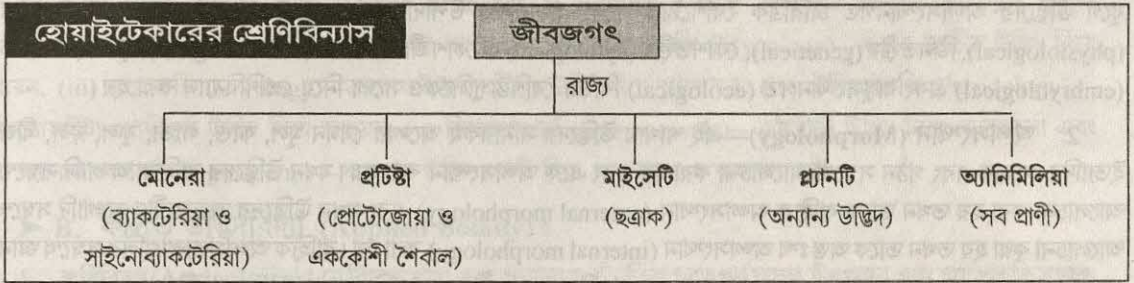 হোয়াইটেকারের শ্রেণিবিন্যাস
জীবজগৎ
রাজ্য
মোনেরা প্রটিষ্টা মাইসেটি প্ল্যানটি অ্যানিমিলিয়া
(ব্যাকটেরিয়া ও (প্রোটোজোয়া ও (ছত্রাক) (অন্যান্য উদ্ভিদ) (সব প্রাণী)
সাইনোব্যাকটেরিয়া) এককোশী শৈবাল)